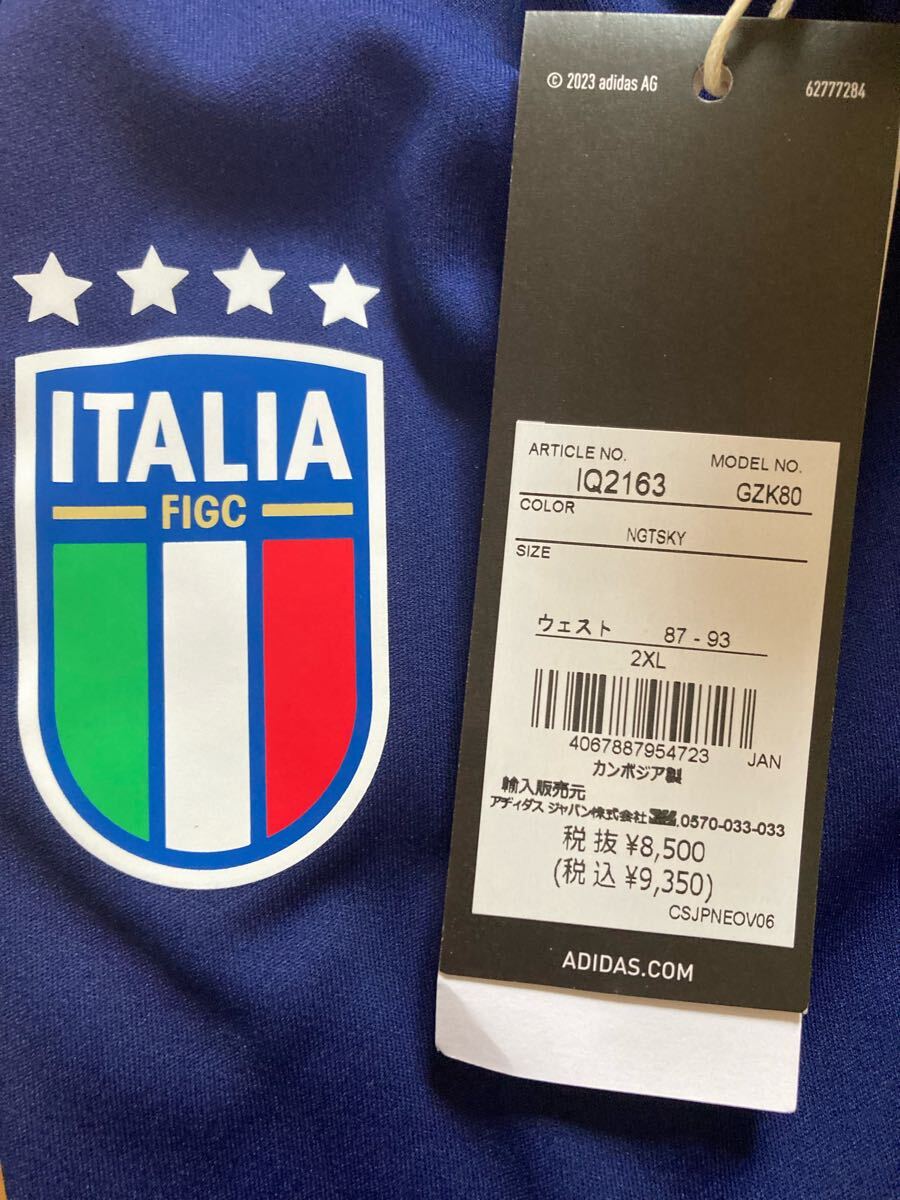 ITALIA
FIGC
© 2023 adidas AG 62777284
ARTICLE NO. MODEL NO.
IQ2163 GZK80
COLOR
NGTSKY
SIZE
ウェスト 87 - 93
2XL
4067887954723 JAN
カンボジア製
輸入販売元
アディダス ジャパン株式会社 0570-033-033
税 抜 ¥8,500
(税 込 ¥9,350)
CSJPNEOV06
ADIDAS.COM